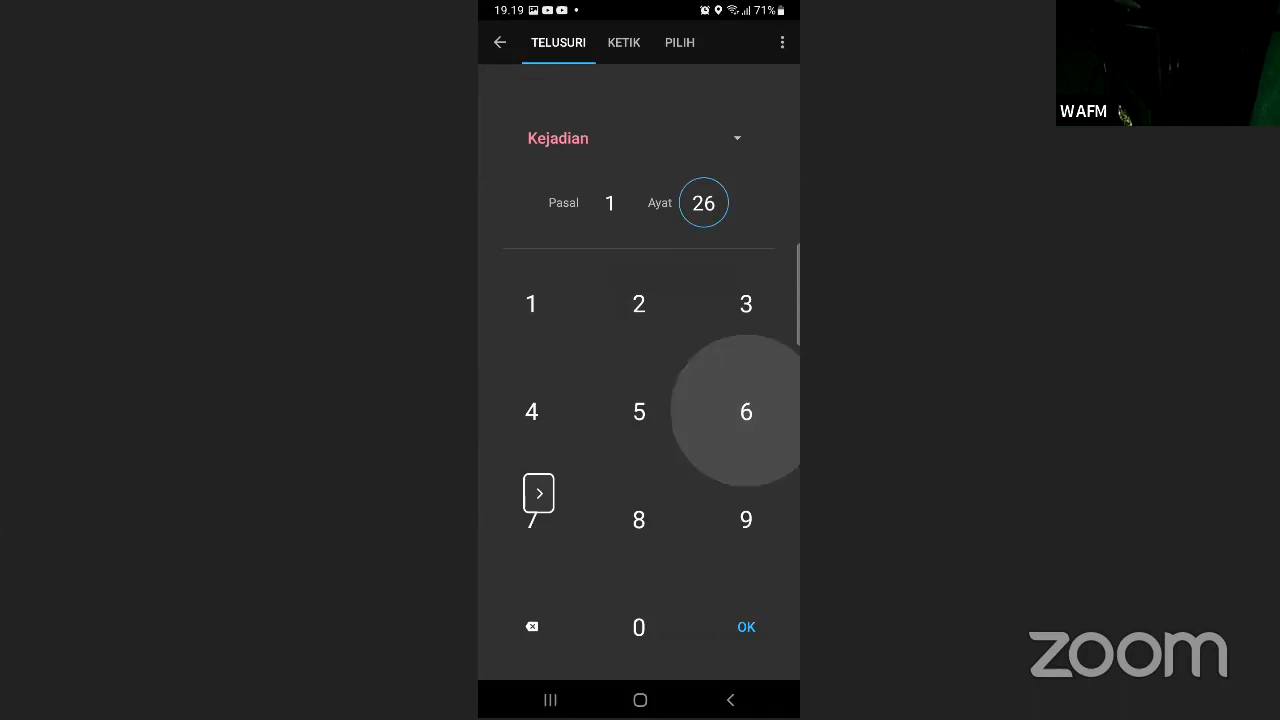 19.19 71%
TELUSURI KETIK PILIH
WAFM
Kejadian
Pasal 1 Ayat 26
1 2 3
4 5 6
7 8 9
0 OK
zoom